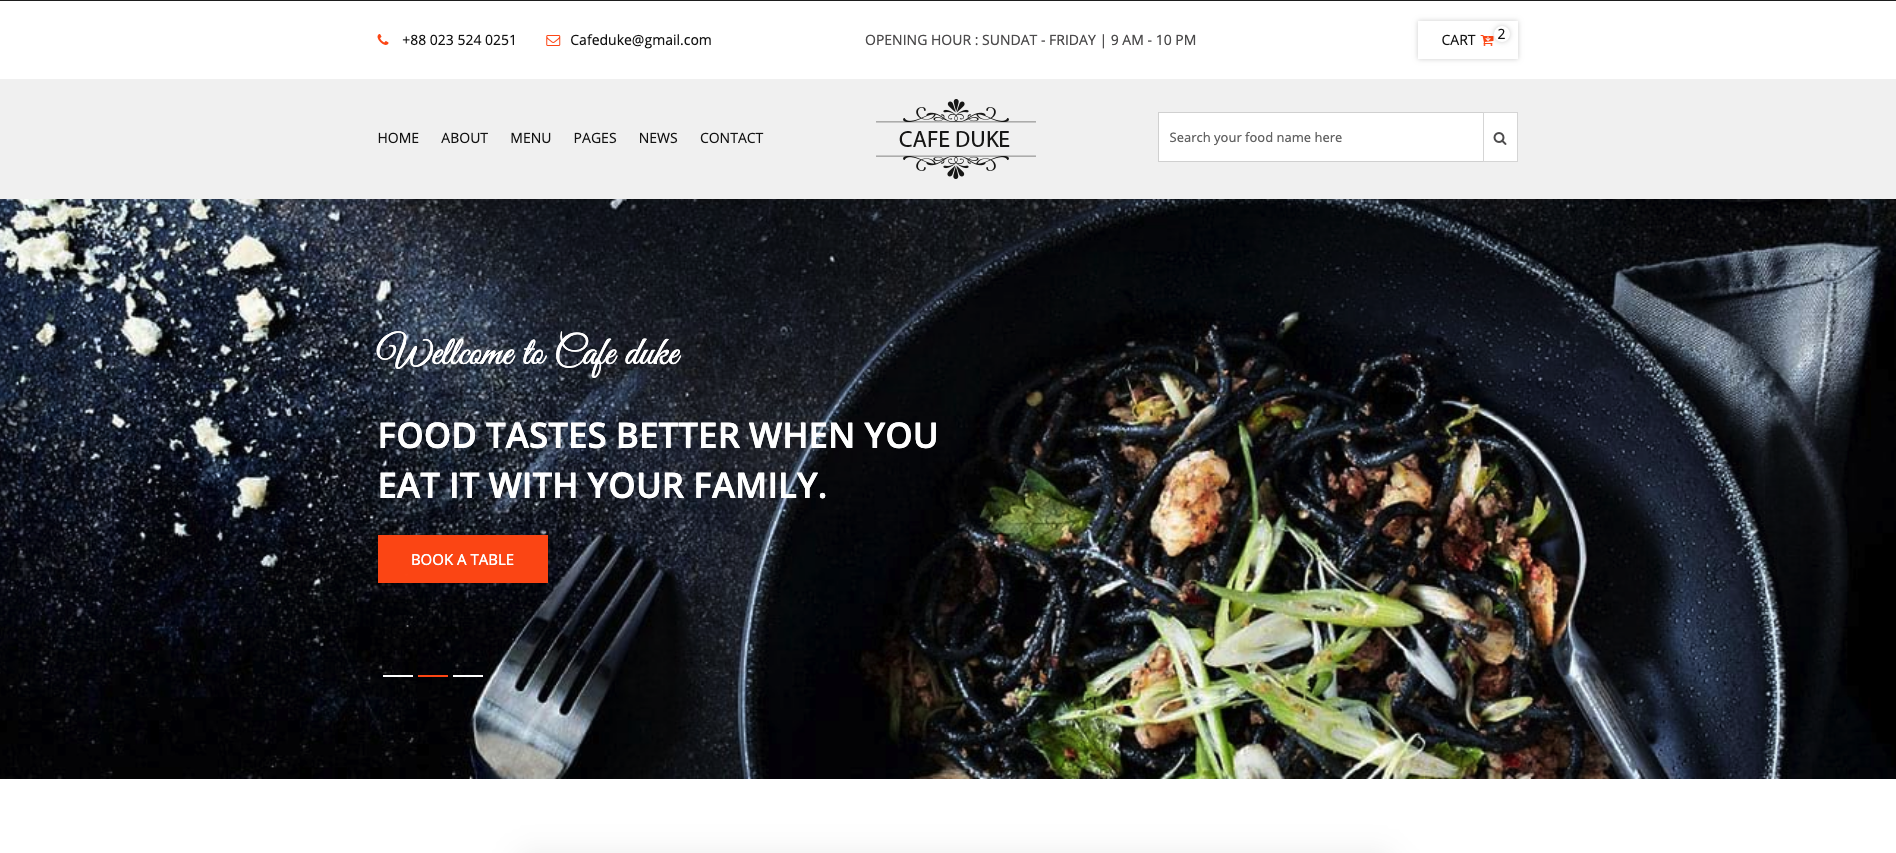 +88 023 524 0251
Cafeduke@gmail.com
OPENING HOUR : SUNDAT - FRIDAY | 9 AM - 10 PM
CART 2
HOME ABOUT MENU PAGES NEWS CONTACT
CAFE DUKE
Search your food name here
Wellcome to Cafe duke
FOOD TASTES BETTER WHEN YOU
EAT IT WITH YOUR FAMILY.
BOOK A TABLE